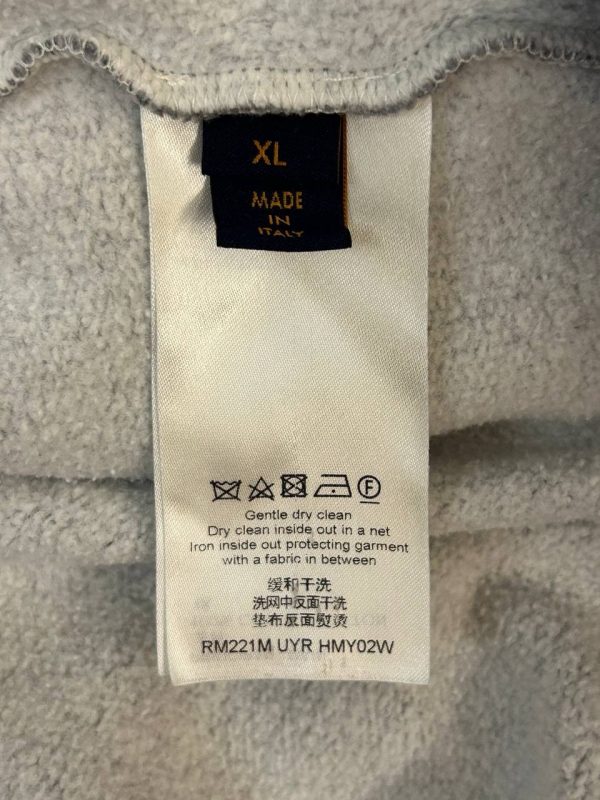 XL
MADE
IN
ITALY
F
Gentle dry clean
Dry clean inside out in a net
Iron inside out protecting garment
with a fabric in between
缓和干洗
洗网中反面干洗
垫布反面熨烫
RM221M UYR HMY02W